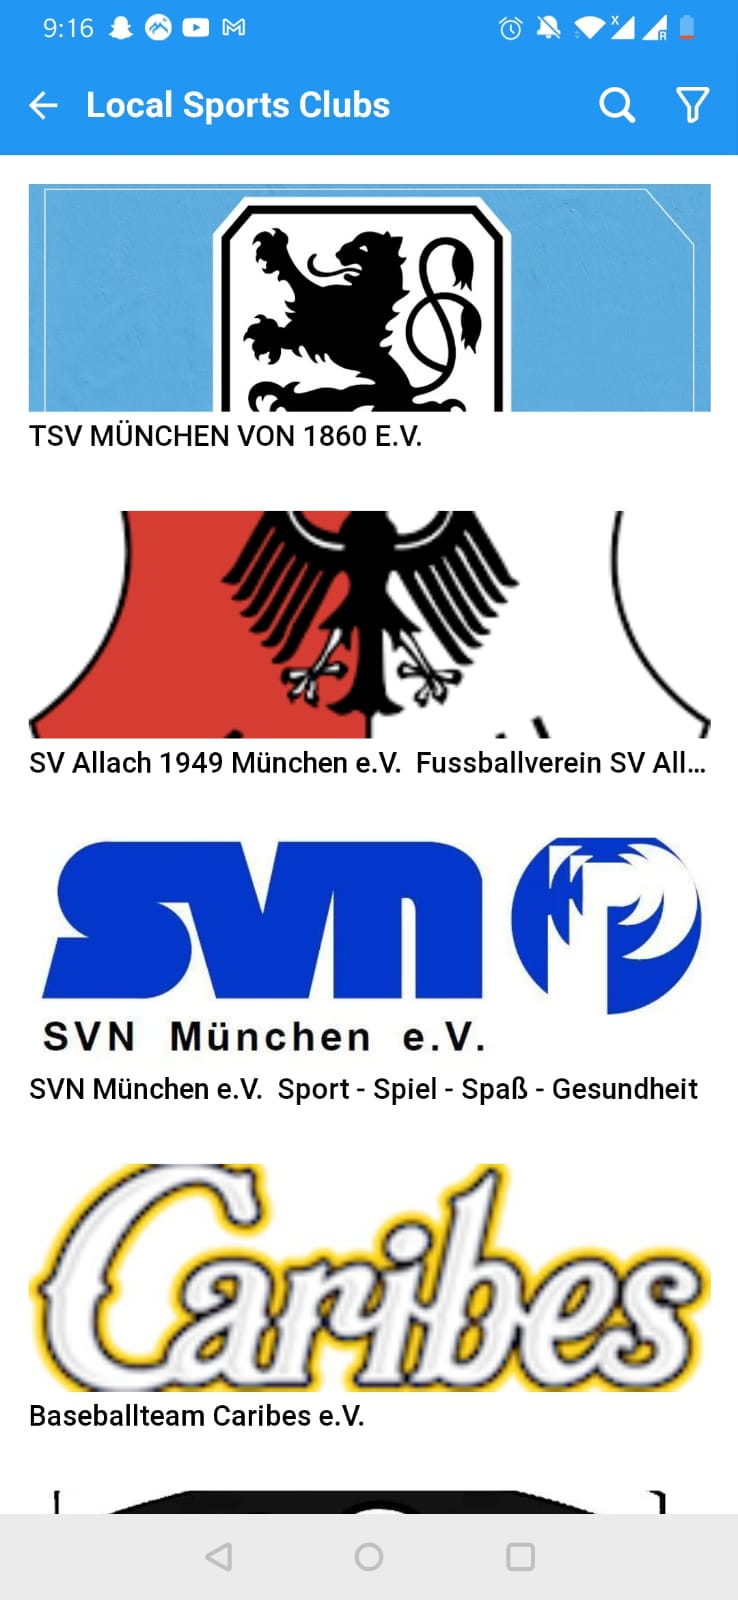 9:16
Local Sports Clubs
TSV MÜNCHEN VON 1860 E.V.
SV Allach 1949 München e.V. Fussballverein SV All...
SVN
SVN München e.V.
SVN München e.V. Sport - Spiel - Spaß - Gesundheit
Caribes
Baseballteam Caribes e.V.